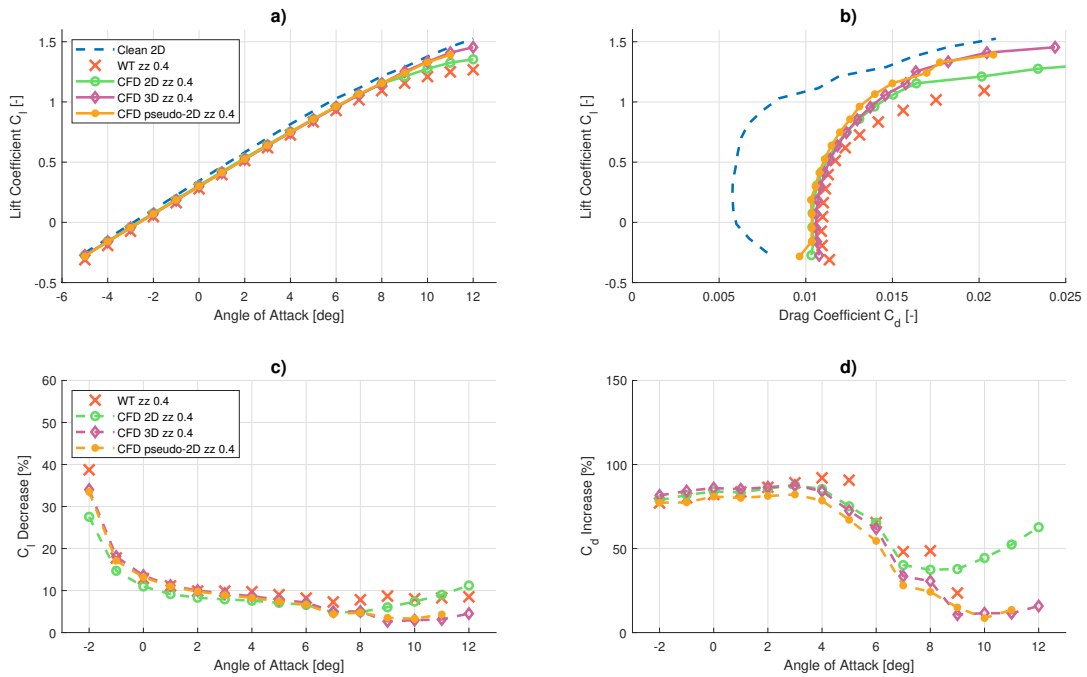 a)
Lift Coefficient C_l [-]
1.5
1
0.5
0
-0.5
-6 -4 -2 0 2 4 6 8 10 12
Angle of Attack [deg]
Clean 2D
WT zz 0.4
CFD 2D zz 0.4
CFD 3D zz 0.4
CFD pseudo-2D zz 0.4
b)
Lift Coefficient C_l [-]
1.5
1
0.5
0
-0.5
0 0.005 0.01 0.015 0.02 0.025
Drag Coefficient C_d [-]
c)
C_l Decrease [%]
60
50
40
30
20
10
0
-2 0 2 4 6 8 10 12
Angle of Attack [deg]
WT zz 0.4
CFD 2D zz 0.4
CFD 3D zz 0.4
CFD pseudo-2D zz 0.4
d)
C_d Increase [%]
150
100
50
0
-2 0 2 4 6 8 10 12
Angle of Attack [deg]